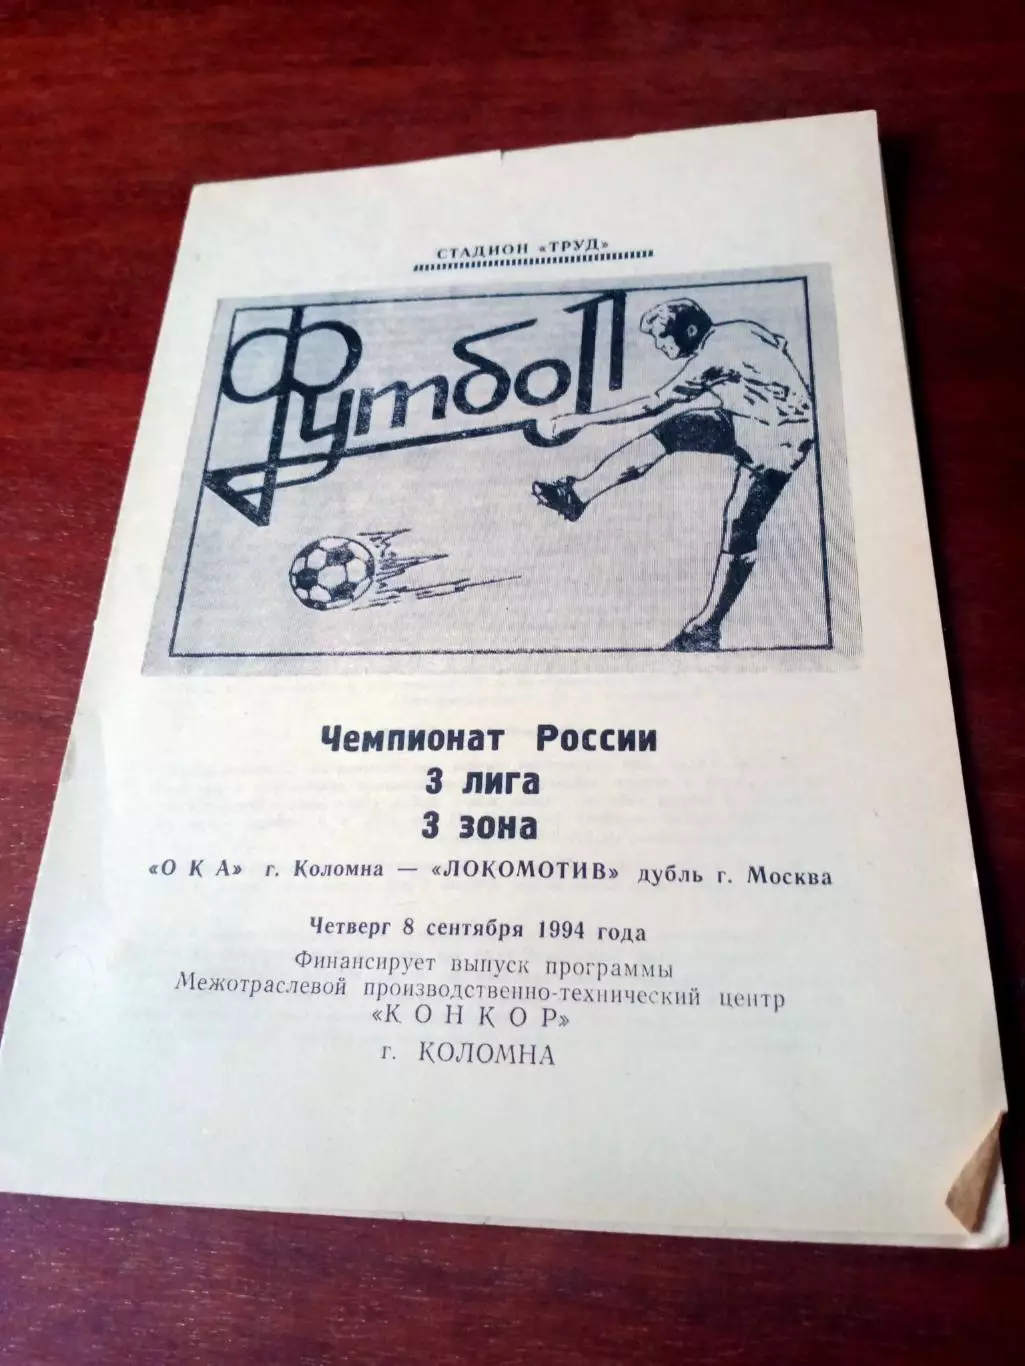 СТАДИОН «ТРУД»
Футбол
Чемпионат России
3 лига
3 зона
«О К А» г. Коломна — «ЛОКОМОТИВ» дубль г. Москва
Четверг 8 сентября 1994 года
Финансирует выпуск программы
Межотраслевой производственно-технический центр
«К О Н К О Р»
г. КОЛОМНА